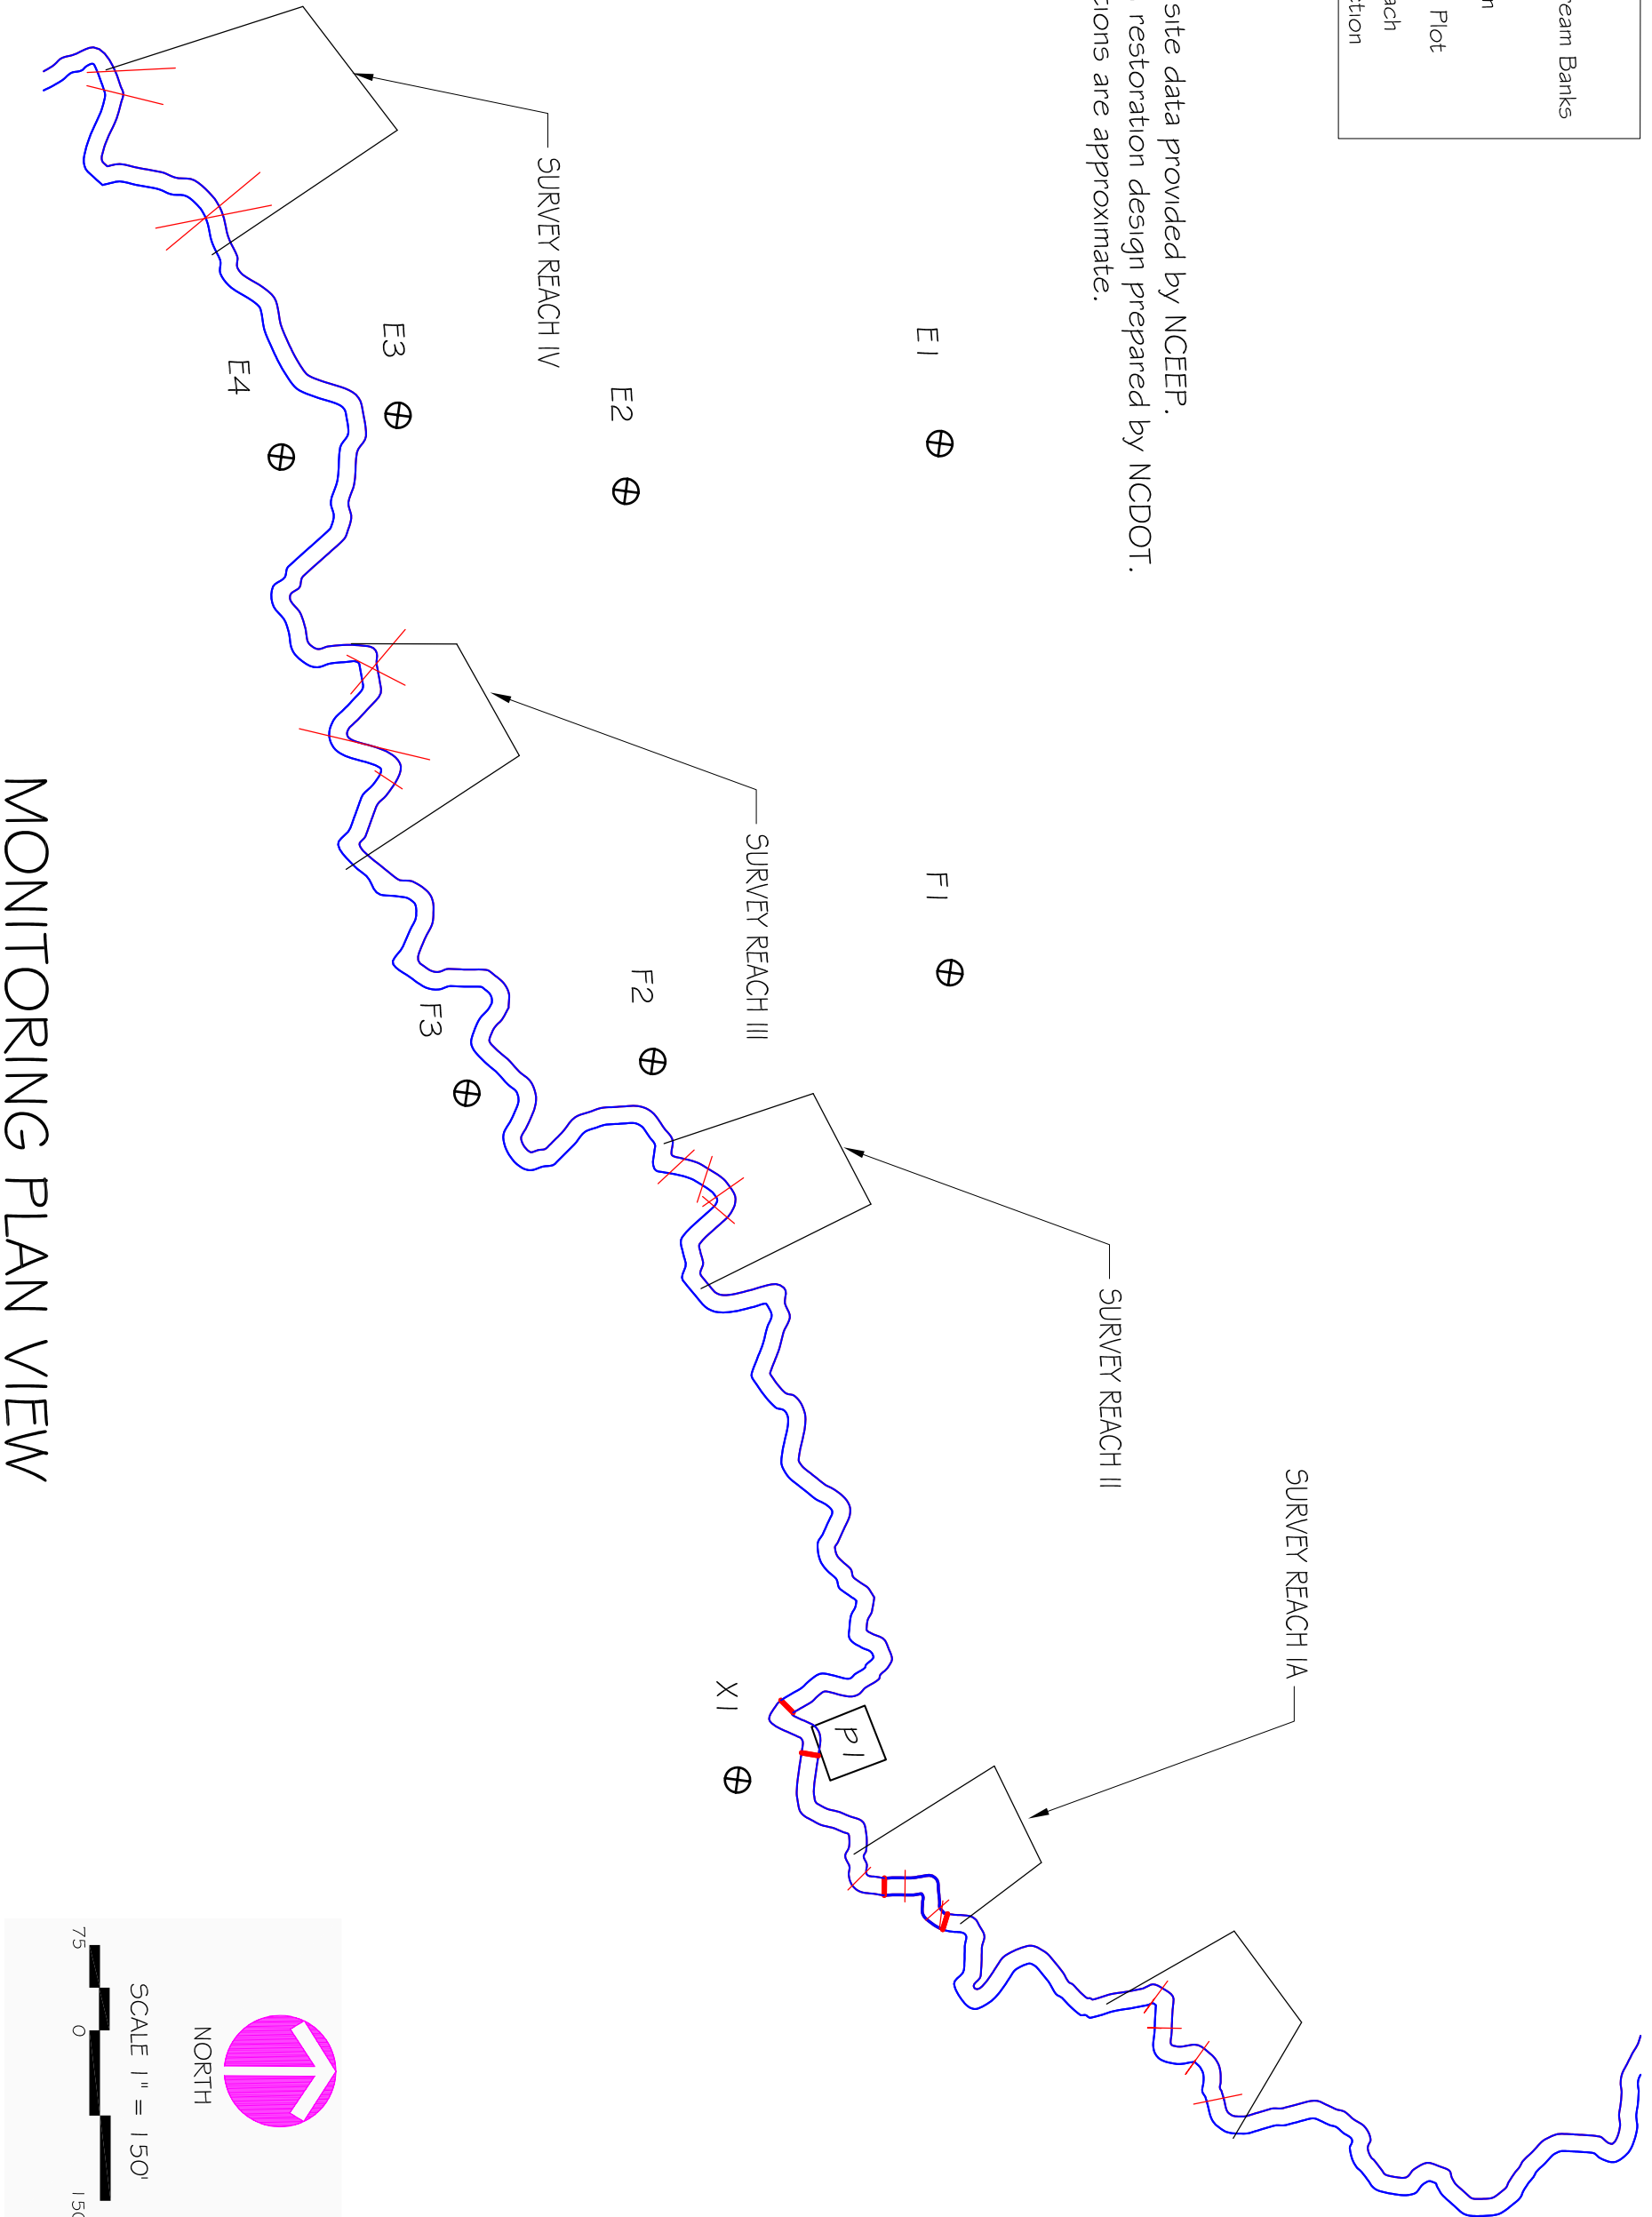 ream Banks
n
Plot
ach
ction
site data provided by NCEEP.
restoration design prepared by NCDOT.
ions are approximate.
SURVEY REACH IA
SURVEY REACH II
SURVEY REACH III
SURVEY REACH IV
E1
F1
E2
F2
E3
E4
F3
X1
P1
NORTH
SCALE 1" = 150'
75 0 150
MONITORING PLAN VIEW